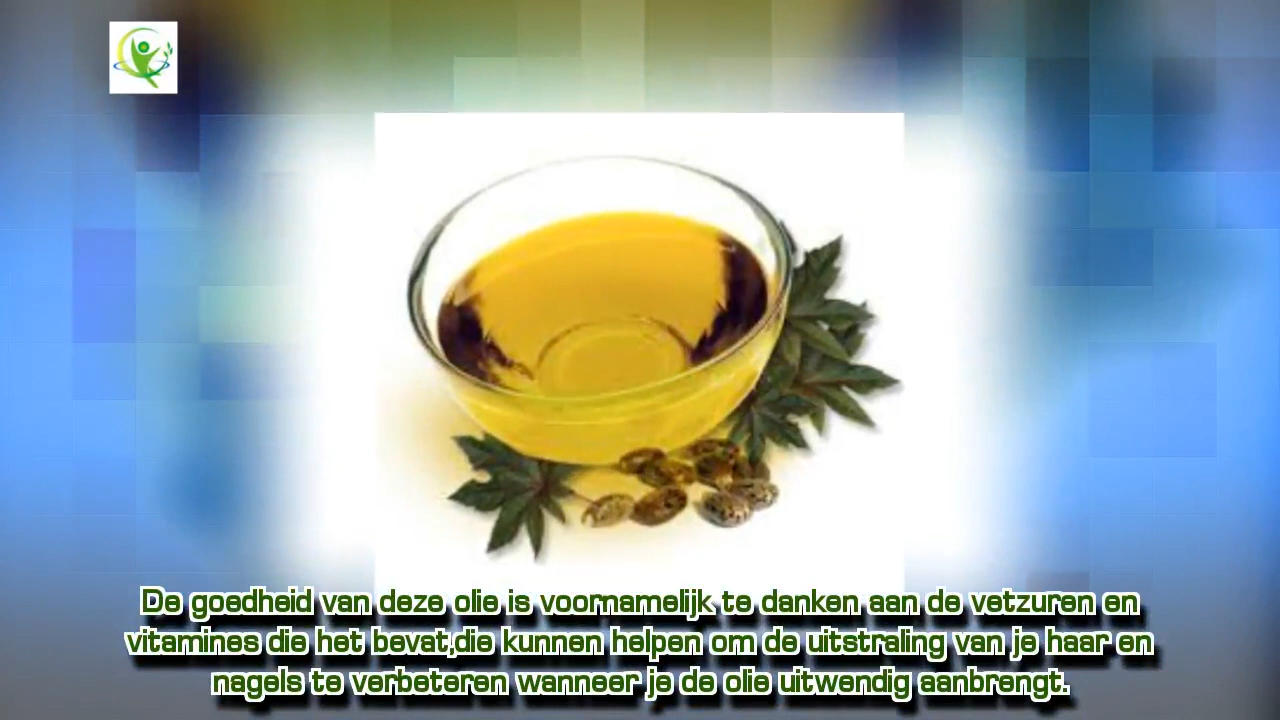 De goedheid van deze olie is voornamelijk te danken aan de vetzuren en
vitamines die het bevat,die kunnen helpen om de uitstraling van je haar en
nagels te verbeteren wanneer je de olie uitwendig aanbrengt.